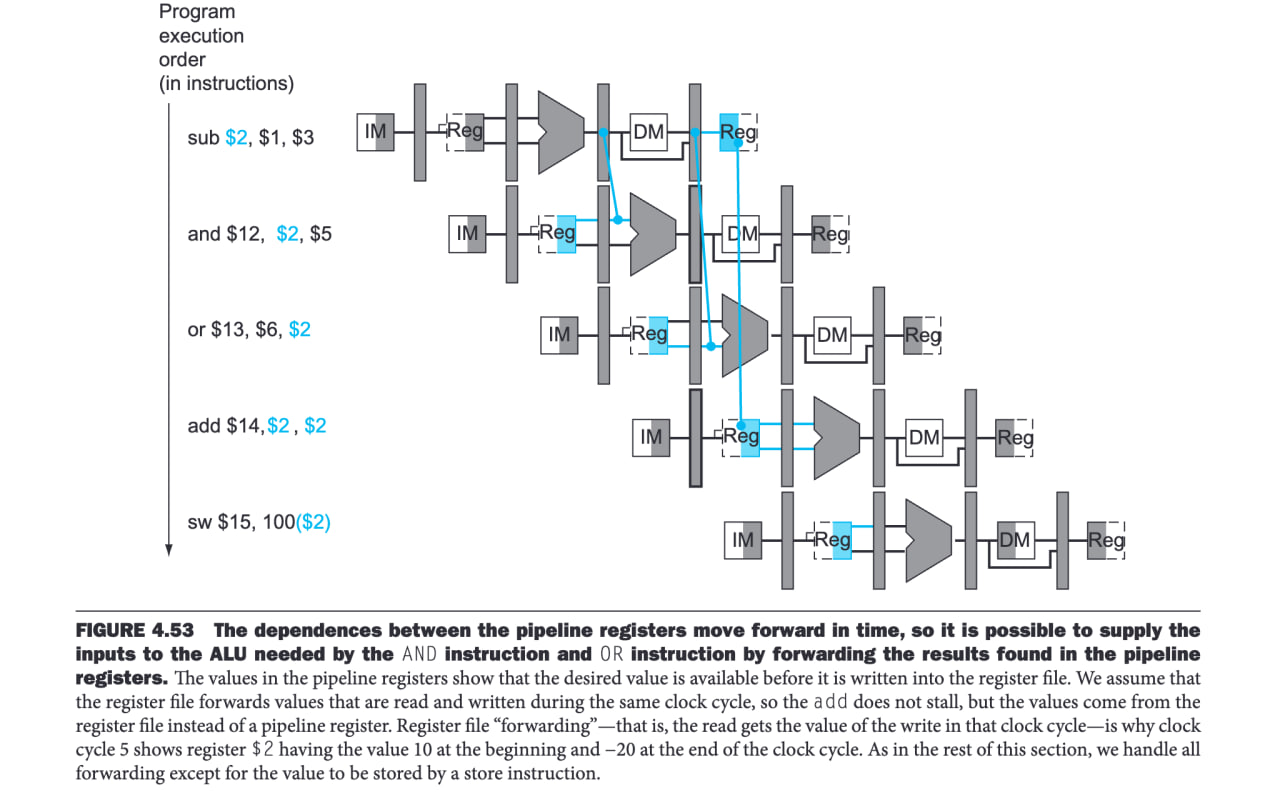 Program
execution
order
(in instructions)
sub $2, $1, $3
IM Reg DM Reg
and $12, $2, $5
IM Reg DM Reg
or $13, $6, $2
IM Reg DM Reg
add $14,$2 , $2
IM Reg DM Reg
sw $15, 100($2)
IM Reg DM Reg
FIGURE 4.53 The dependences between the pipeline registers move forward in time, so it is possible to supply the
inputs to the ALU needed by the AND instruction and OR instruction by forwarding the results found in the pipeline
registers. The values in the pipeline registers show that the desired value is available before it is written into the register file. We assume that
the register file forwards values that are read and written during the same clock cycle, so the add does not stall, but the values come from the
register file instead of a pipeline register. Register file “forwarding”—that is, the read gets the value of the write in that clock cycle—is why clock
cycle 5 shows register $2 having the value 10 at the beginning and −20 at the end of the clock cycle. As in the rest of this section, we handle all
forwarding except for the value to be stored by a store instruction.